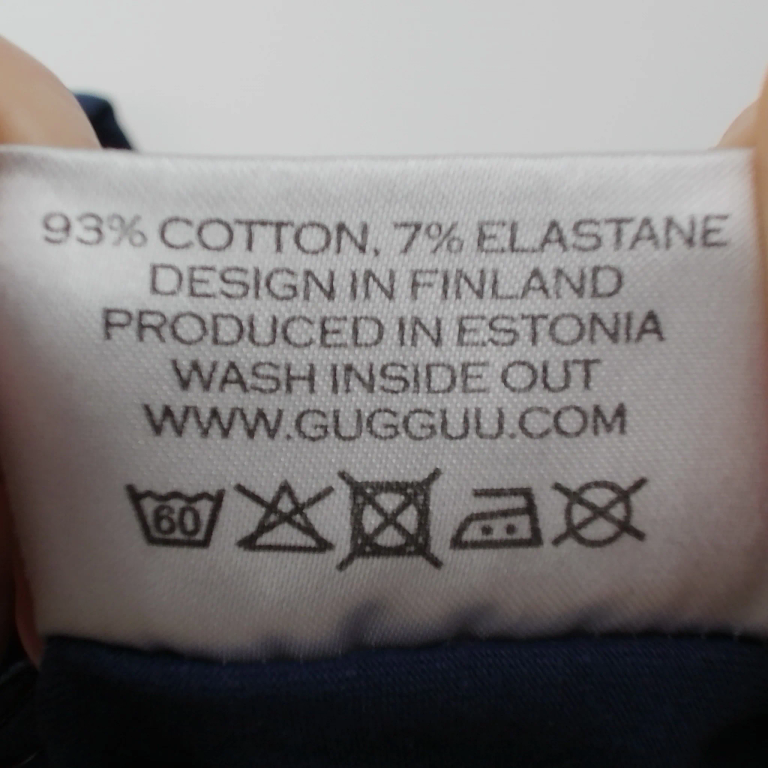 93% COTTON, 7% ELASTANE
DESIGN IN FINLAND
PRODUCED IN ESTONIA
WASH INSIDE OUT
WWW.GUGGUU.COM
60